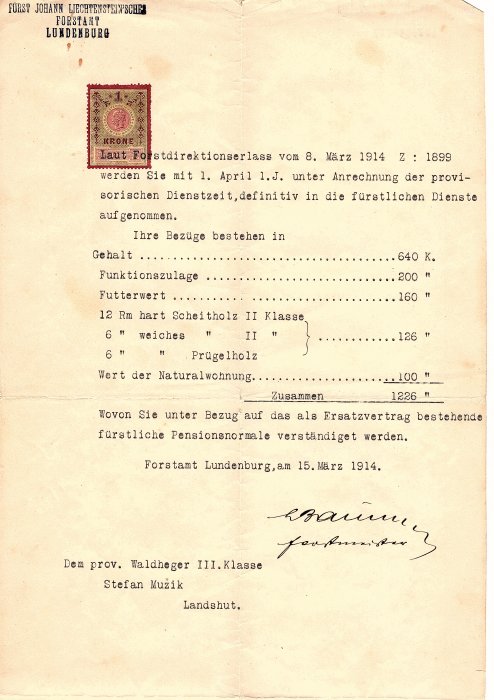 FÜRST JOHANN LIECHTENSTEIN'SCHES
FORSTAMT
LUNDENBURG
1
KRONE
Laut Forstdirektionserlass vom 8. März 1914 Z : 1899
werden Sie mit 1. April l.J. unter Anrechnung der provi-
sorischen Dienstzeit, definitiv in die fürstlichen Dienste
aufgenommen.
Ihre Bezüge bestehen in
Gehalt ....................................640 K.
Funktionszulage ...........................200 "
Futterwert ................................160 "
12 Rm hart Scheitholz II Klasse
6 " weiches " II " } ............126 "
6 " " Prügelholz
Wert der Naturalwohnung....................100 "
Zusammen 1226 "
Wovon Sie unter Bezug auf das als Ersatzvertrag bestehende
fürstliche Pensionsnormale verständiget werden.
Forstamt Lundenburg,am 15.März 1914.
Forstmeister
Dem prov. Waldheger III.Klasse
Stefan Mužik
Landshut.